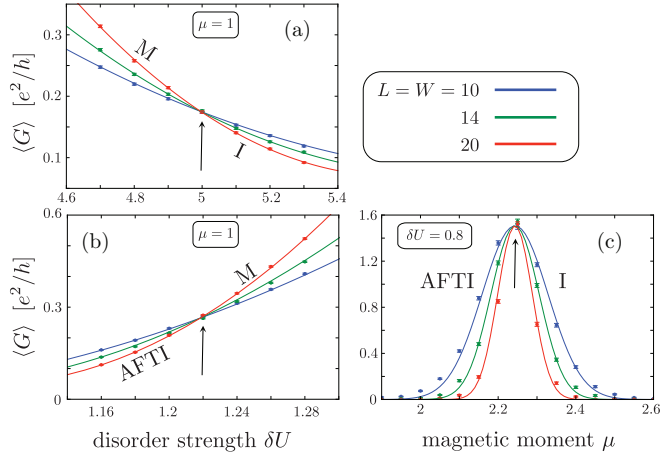 ⟨G⟩ [e²/h]
0.3
0.2
0.1
μ = 1
(a)
M
I
4.6 4.8 5 5.2 5.4
L = W = 10
14
20
⟨G⟩ [e²/h]
0.6
0.3
0
(b)
μ = 1
M
AFTI
1.16 1.2 1.24 1.28
disorder strength δU
1.6
1.2
0.8
0.4
0
δU = 0.8
(c)
AFTI
I
2 2.2 2.4 2.6
magnetic moment μ